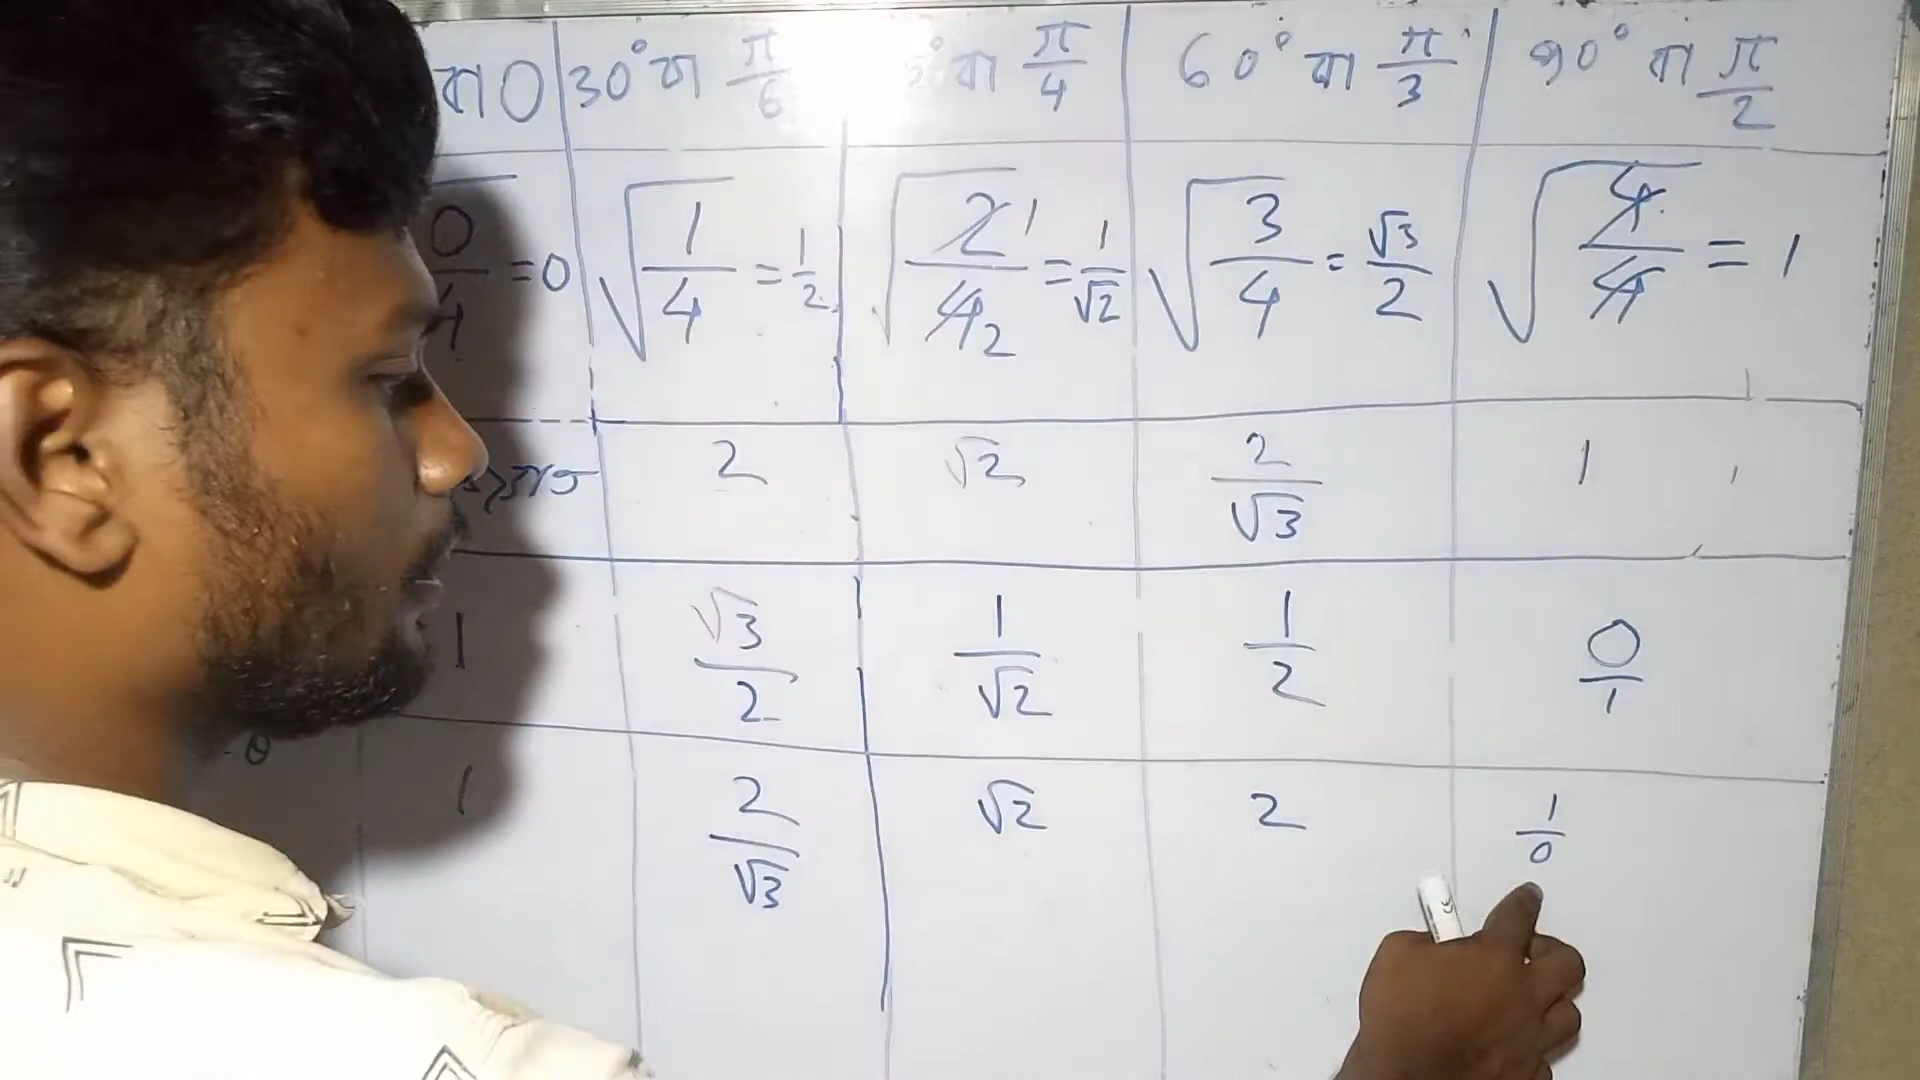 বা 0 | 30° বা π/6 | ° বা π/4 | 60° বা π/3 | 90° বা π/2
0/4 = 0 | √(1/4) = 1/2 | √(2/4) 1 2 = 1/√2 | √(3/4) = √3/2 | √(4/4) = 1
2 | √2 | 2/√3 | 1
1 | √3/2 | 1/√2 | 1/2 | 0/1
θ
1 | 2/√3 | √2 | 2 | 1/0